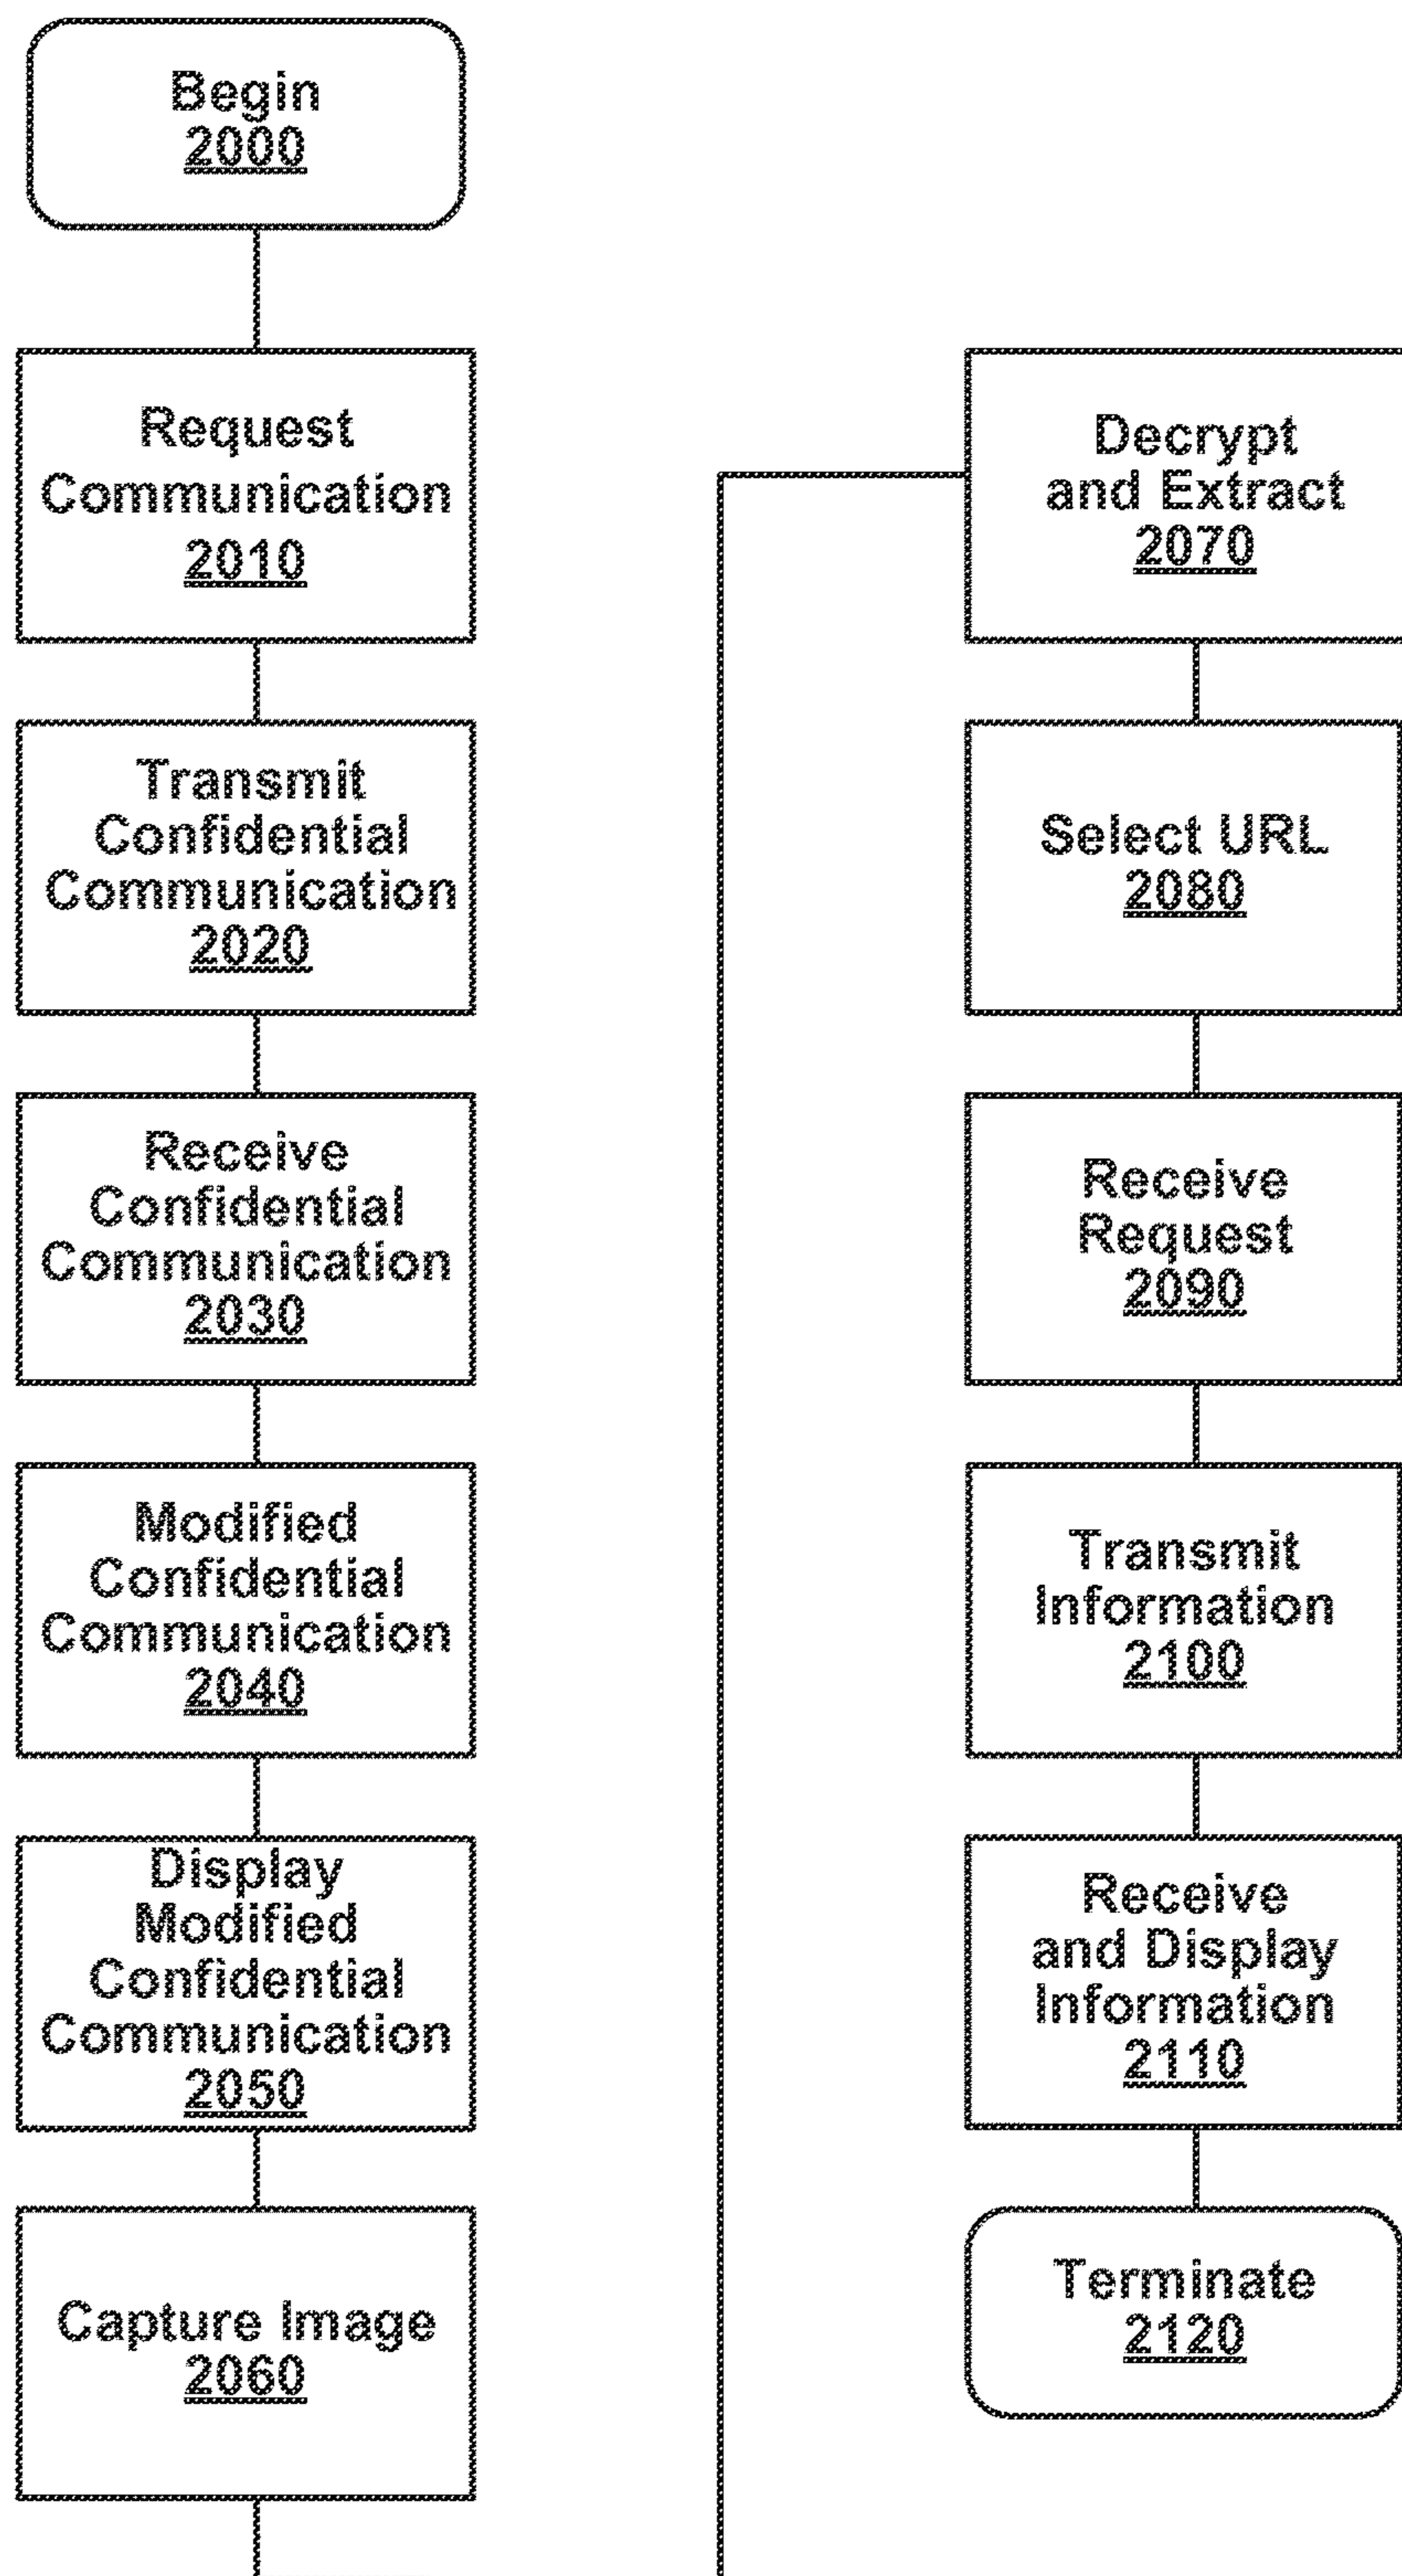 Begin
2000
Request
Communication
2010
Transmit
Confidential
Communication
2020
Receive
Confidential
Communication
2030
Modified
Confidential
Communication
2040
Display
Modified
Confidential
Communication
2050
Capture Image
2060
Decrypt
and Extract
2070
Select URL
2080
Receive
Request
2090
Transmit
Information
2100
Receive
and Display
Information
2110
Terminate
2120